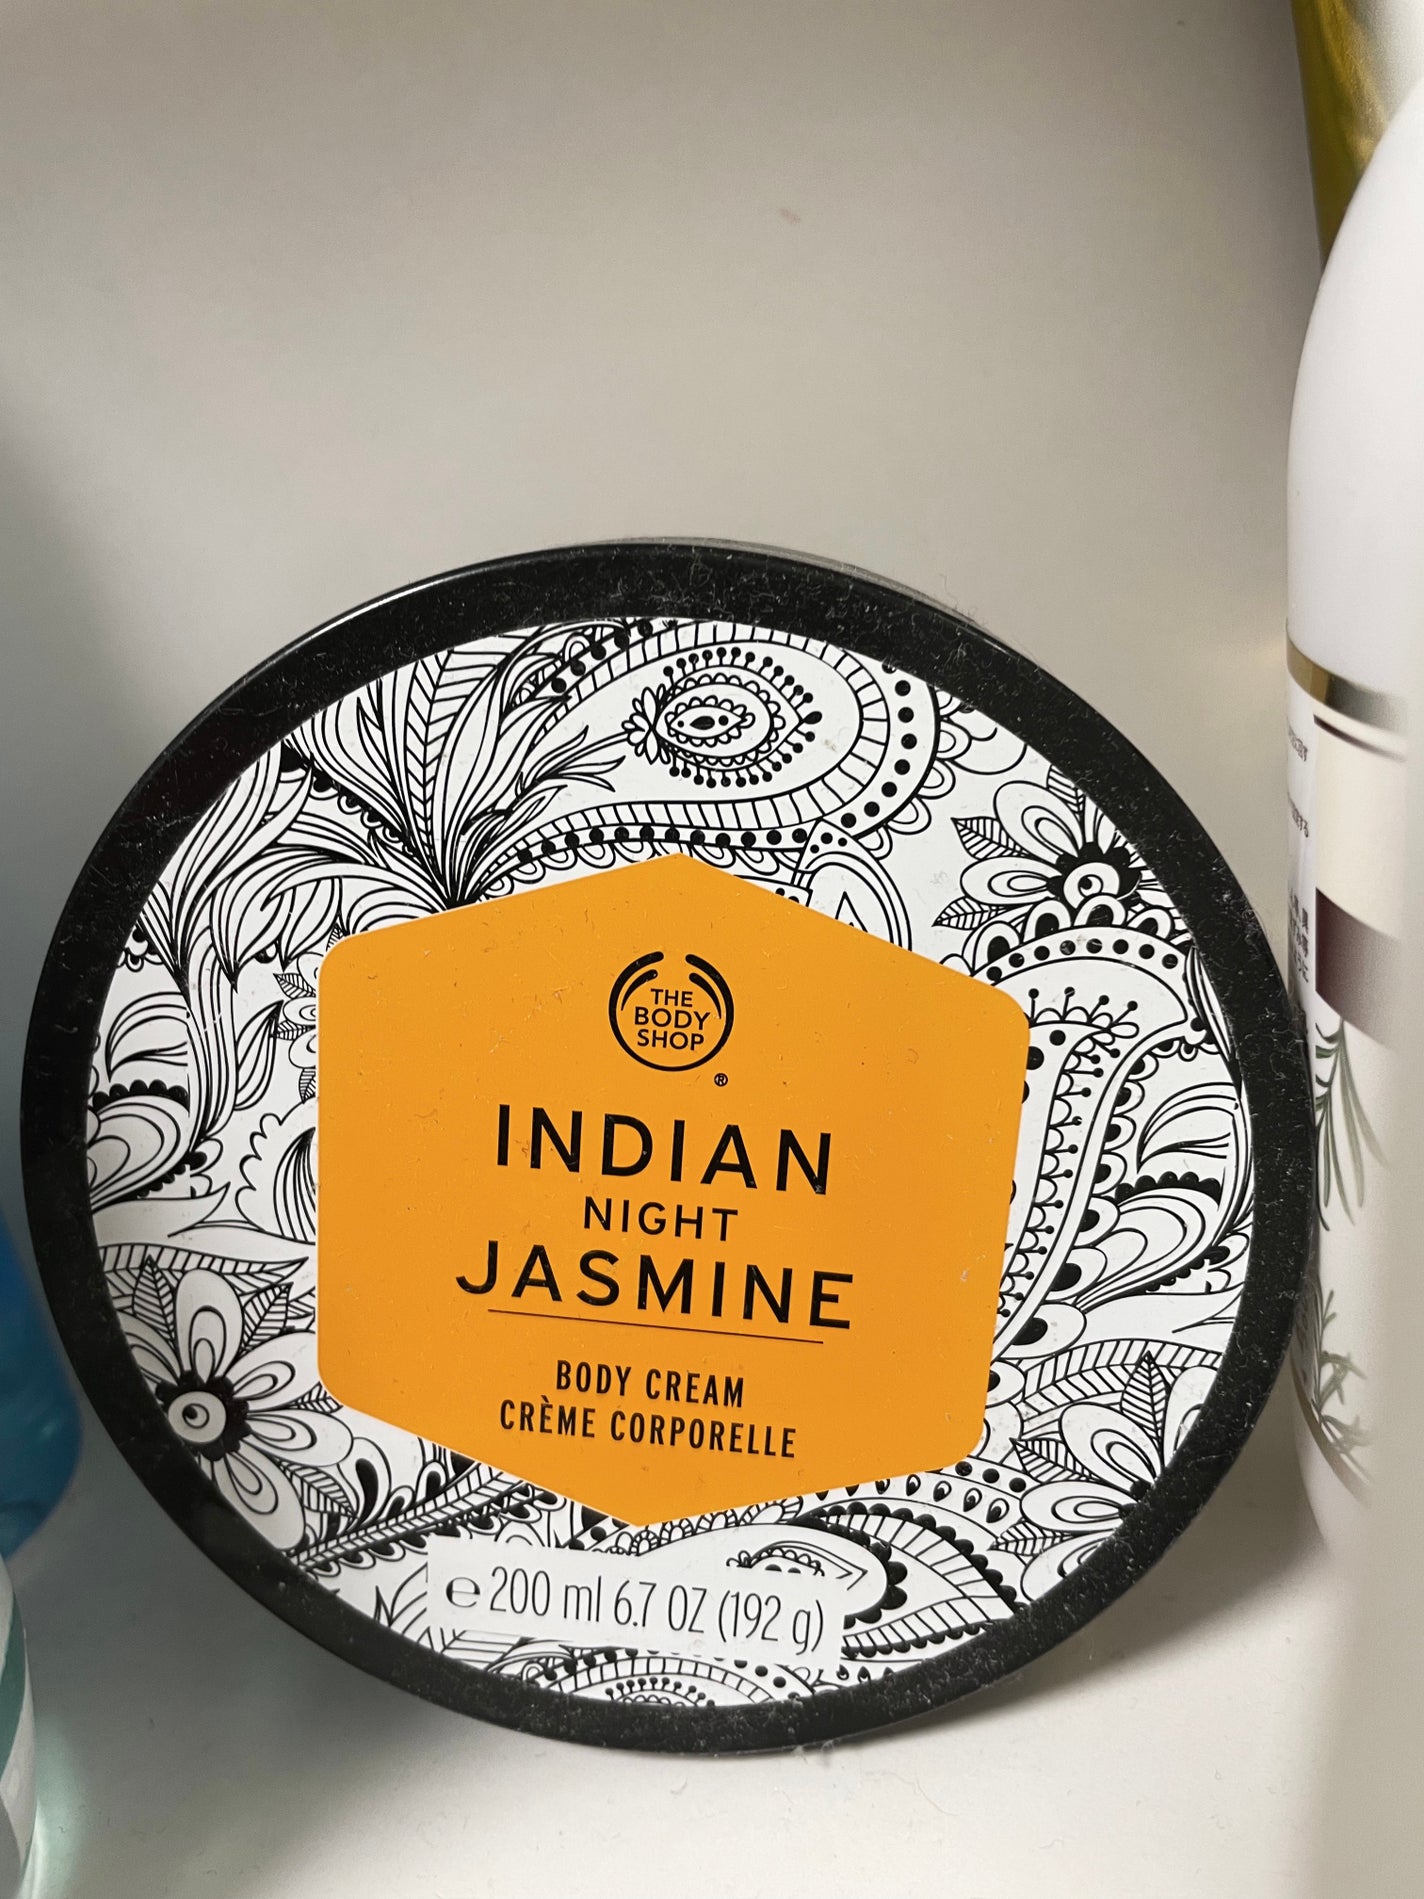 THE
BODY
SHOP
®
INDIAN
NIGHT
JASMINE
BODY CREAM
CRÈME CORPORELLE
℮ 200 ml 6.7 OZ (192 g)